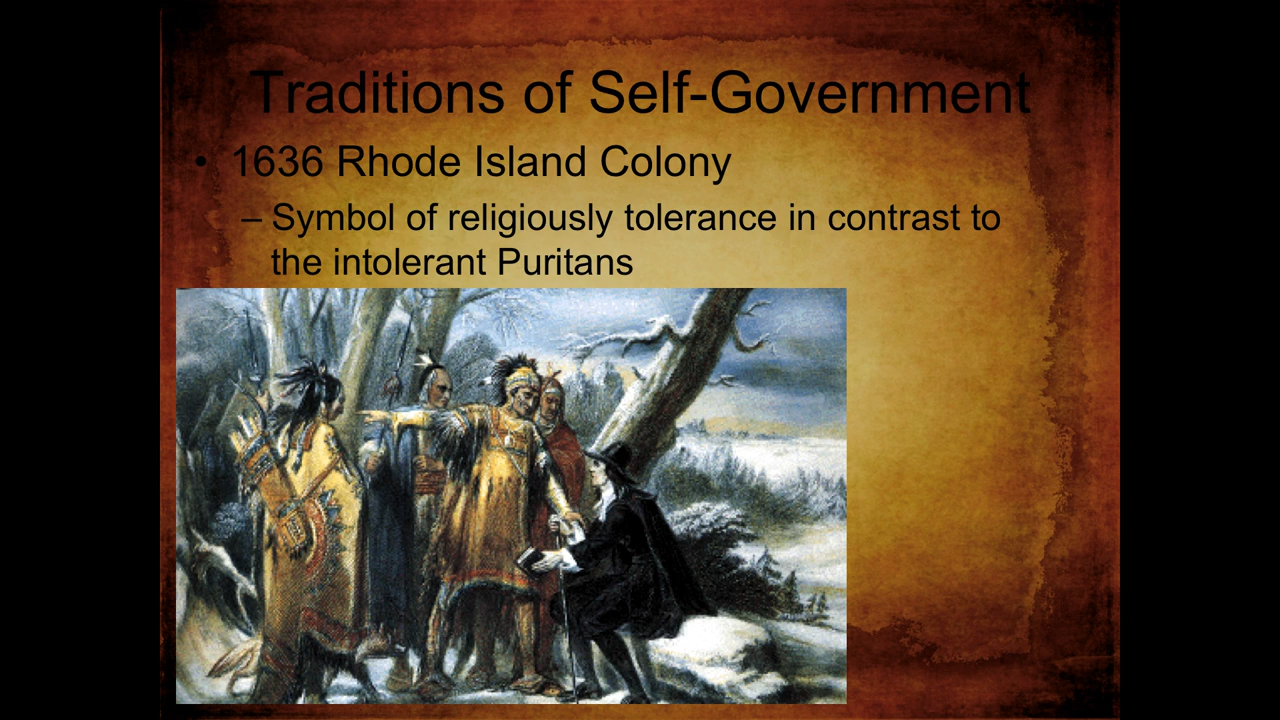 Traditions of Self-Government
• 1636 Rhode Island Colony
– Symbol of religiously tolerance in contrast to
the intolerant Puritans